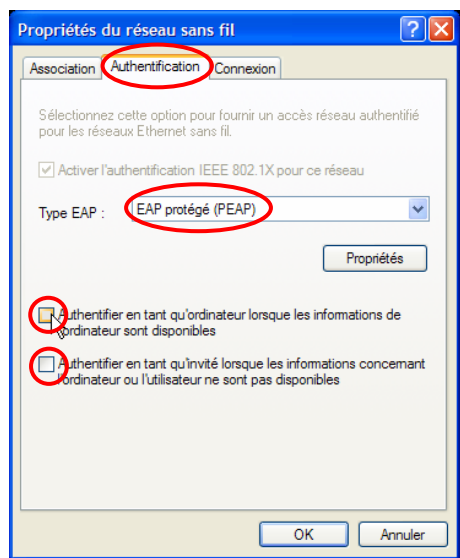 Propriétés du réseau sans fil
Association Authentification Connexion
Sélectionnez cette option pour fournir un accès réseau authentifié
pour les réseaux Ethernet sans fil.
Activer l'authentification IEEE 802.1X pour ce réseau
Type EAP : EAP protégé (PEAP)
Propriétés
Authentifier en tant qu'ordinateur lorsque les informations de
l'ordinateur sont disponibles
Authentifier en tant qu'invité lorsque les informations concernant
l'ordinateur ou l'utilisateur ne sont pas disponibles
OK Annuler